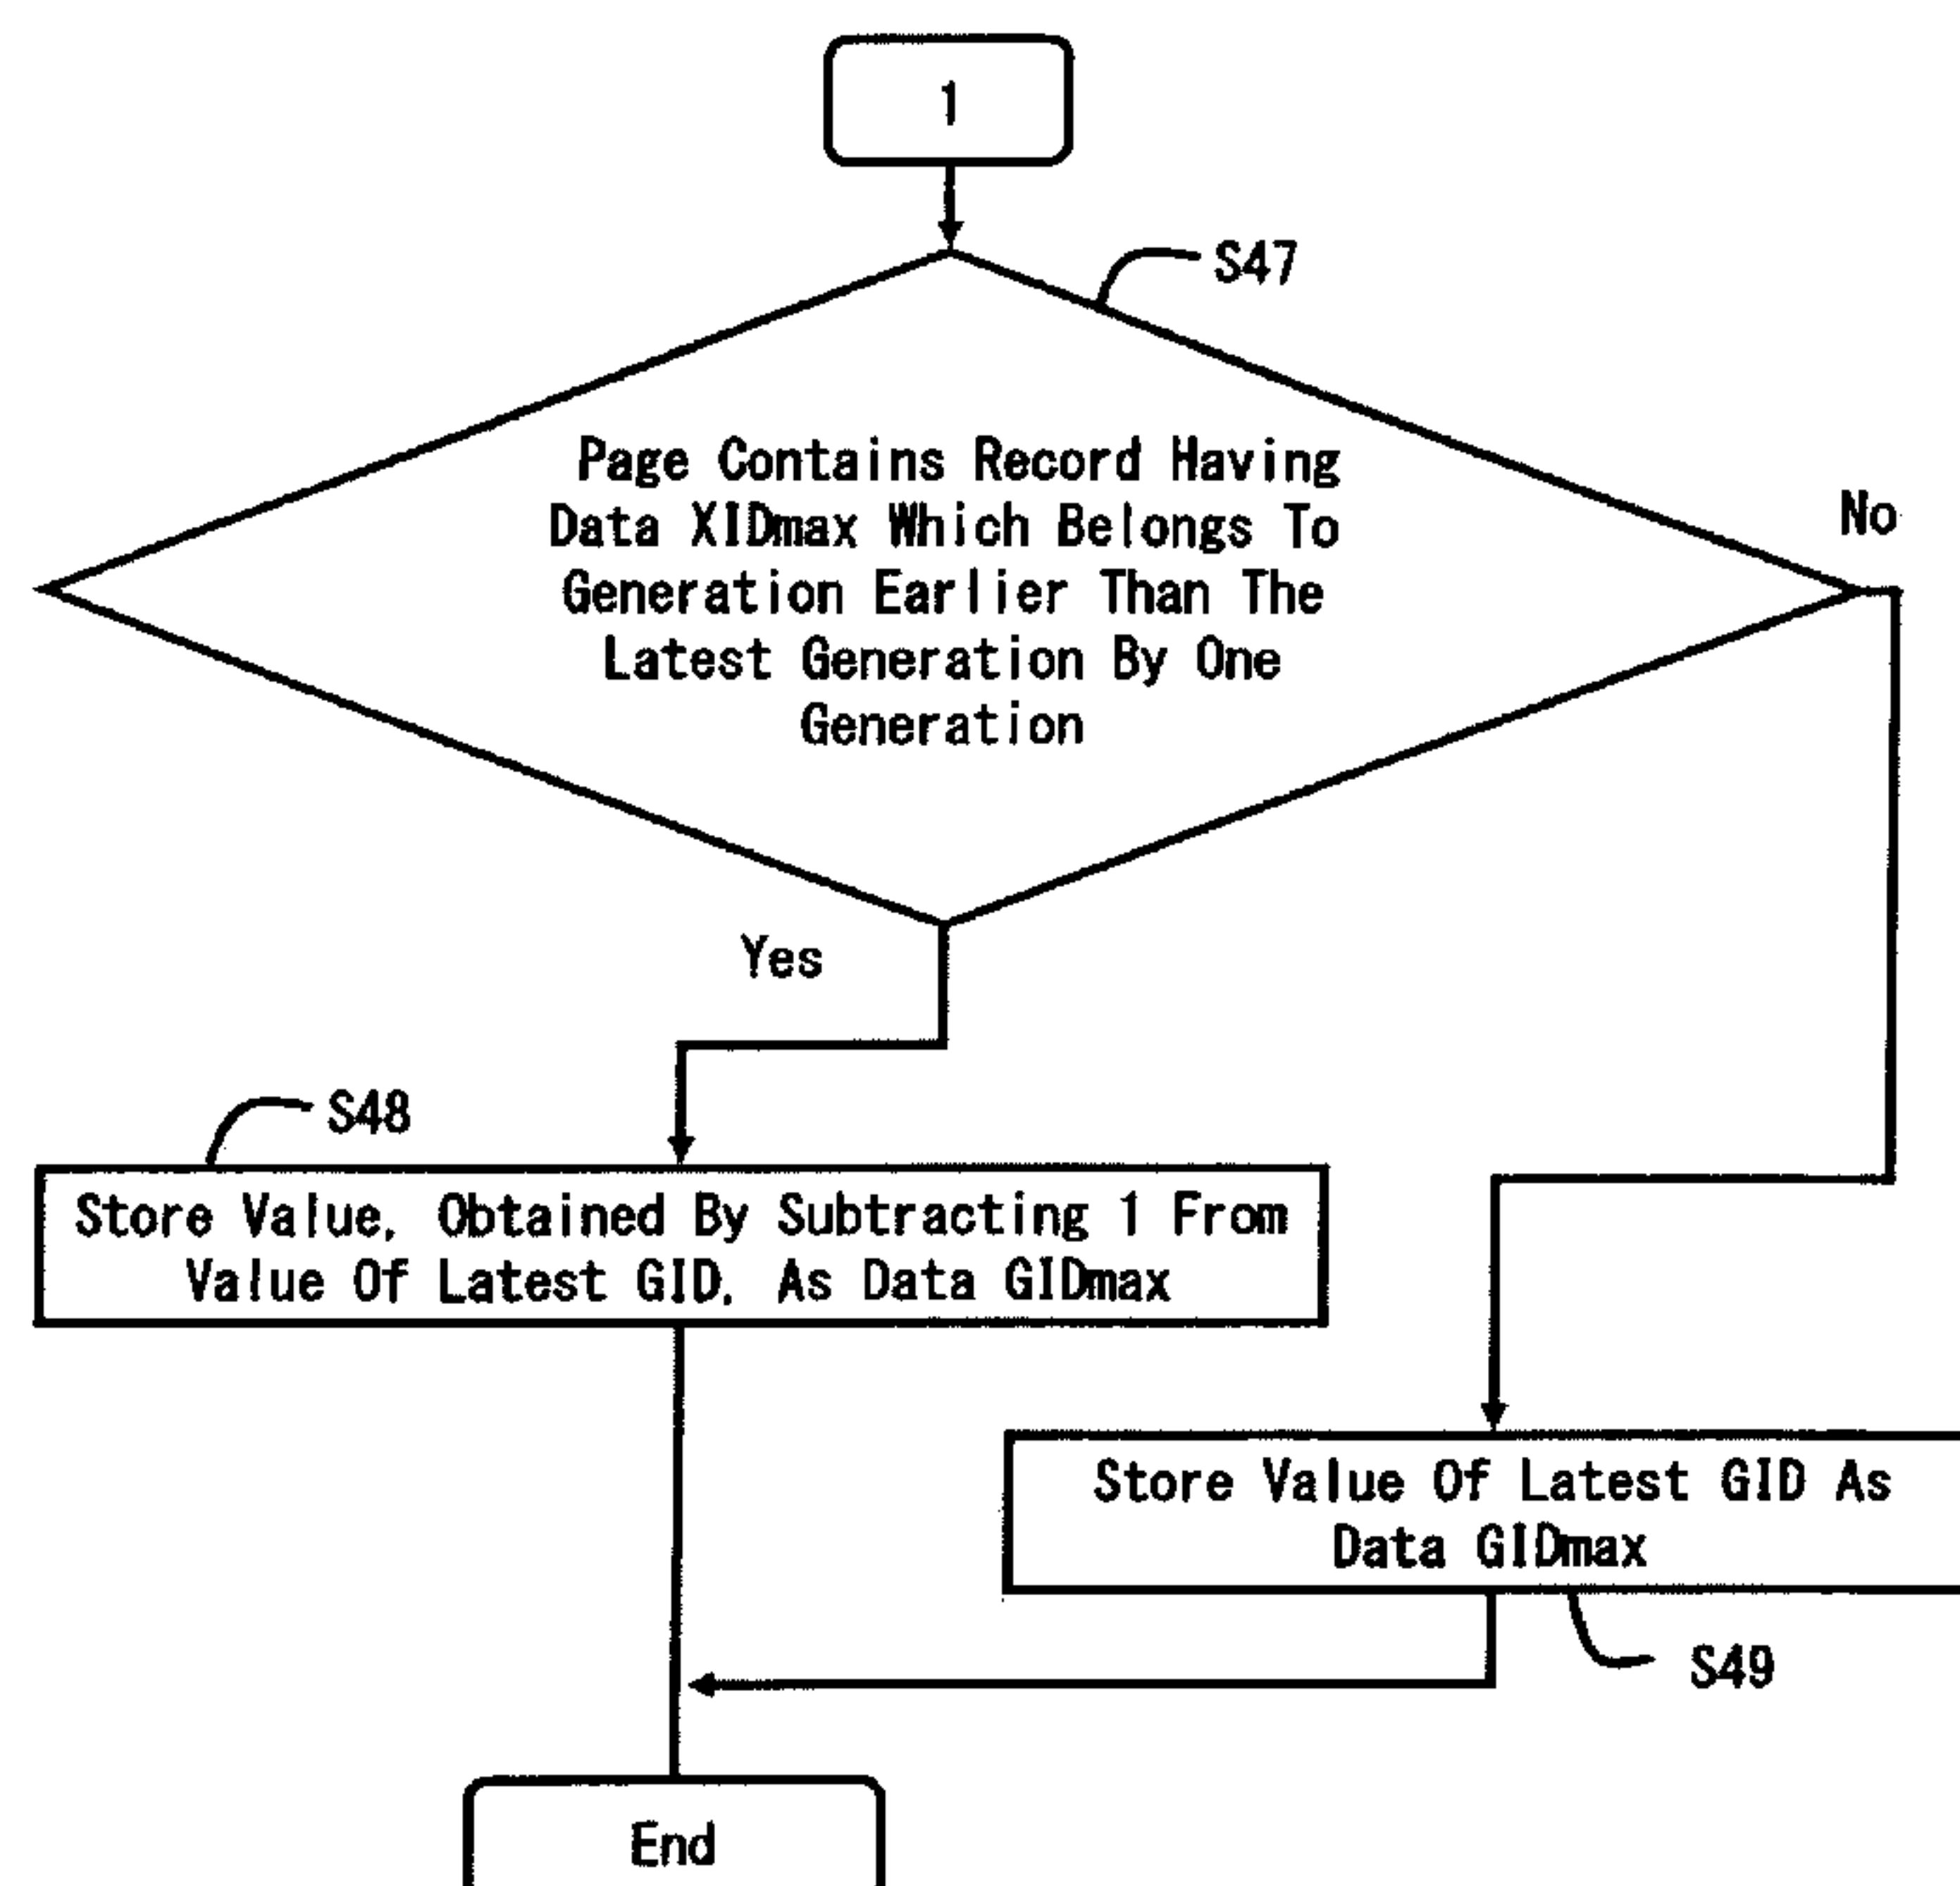 1
S47
Page Contains Record Having
Data XIDmax Which Belongs To
Generation Earlier Than The
Latest Generation By One
Generation
No
Yes
S48
Store Value, Obtained By Subtracting 1 From
Value Of Latest GID, As Data GIDmax
Store Value Of Latest GID As
Data GIDmax
S49
End